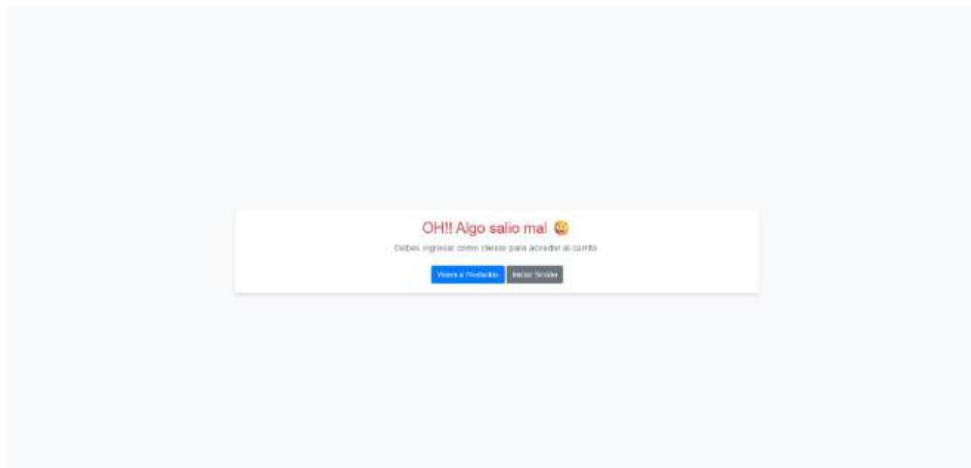 OH!! Algo salio mal 😜
Debes ingresar como cliente para acceder al carrito
Volver a Productos Iniciar Sesión